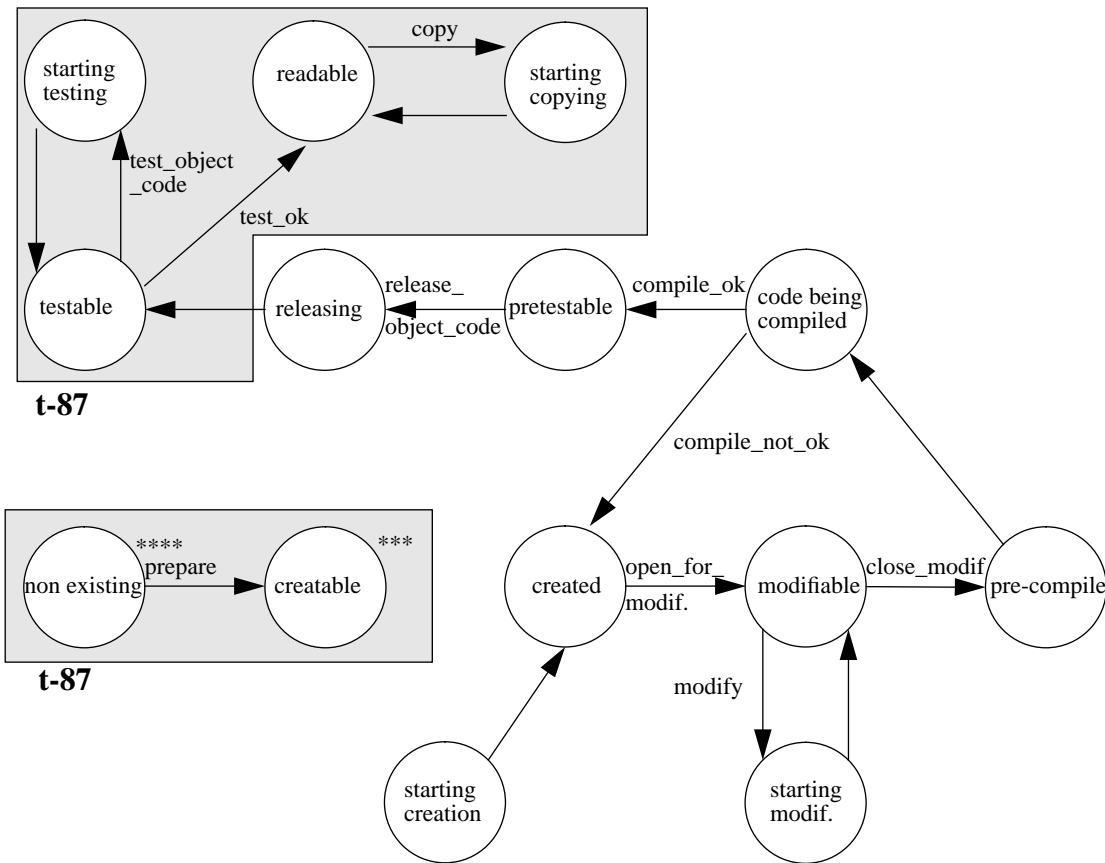 copy
starting
testing
readable
starting
copying
test_object
_code
test_ok
testable
releasing
release_
object_code
pretestable
compile_ok
code being
compiled
t-87
compile_not_ok
non existing
****
prepare
creatable
***
created
open_for_
modif.
modifiable
close_modif
pre-compile
t-87
modify
starting
creation
starting
modif.